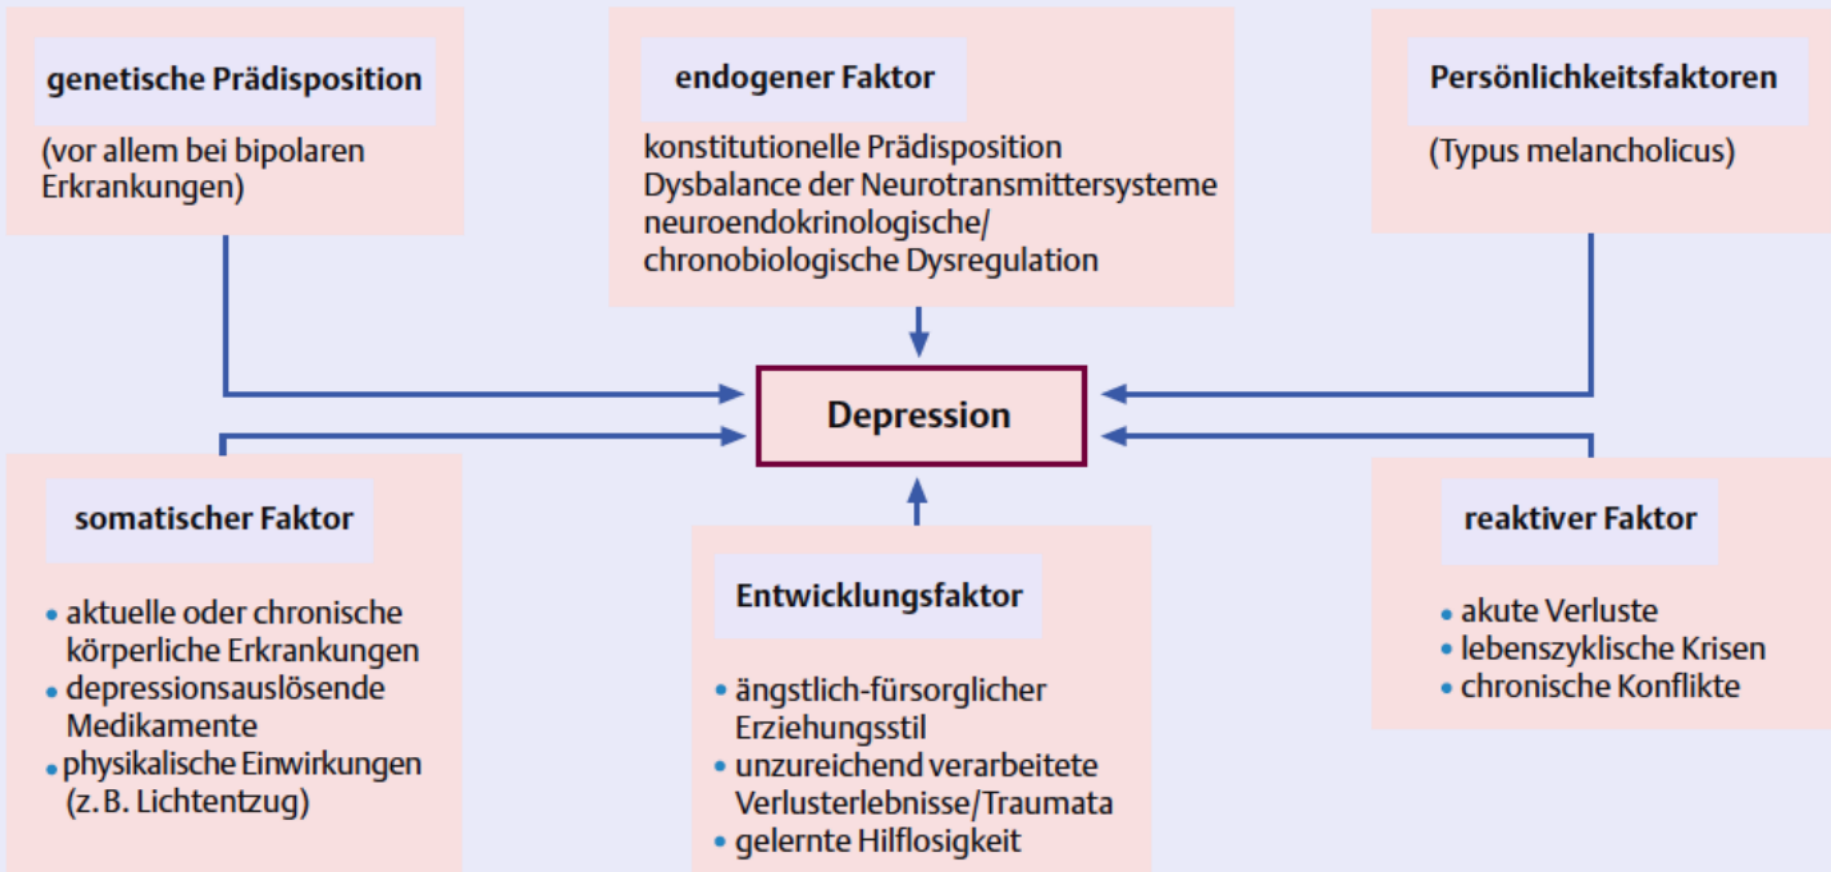 genetische Prädisposition
(vor allem bei bipolaren
Erkrankungen)
endogener Faktor
konstitutionelle Prädisposition
Dysbalance der Neurotransmittersysteme
neuroendokrinologische/
chronobiologische Dysregulation
Persönlichkeitsfaktoren
(Typus melancholicus)
Depression
somatischer Faktor
• aktuelle oder chronische
körperliche Erkrankungen
• depressionsauslösende
Medikamente
• physikalische Einwirkungen
(z. B. Lichtentzug)
Entwicklungsfaktor
• ängstlich-fürsorglicher
Erziehungsstil
• unzureichend verarbeitete
Verlusterlebnisse/Traumata
• gelernte Hilflosigkeit
reaktiver Faktor
• akute Verluste
• lebenszyklische Krisen
• chronische Konflikte